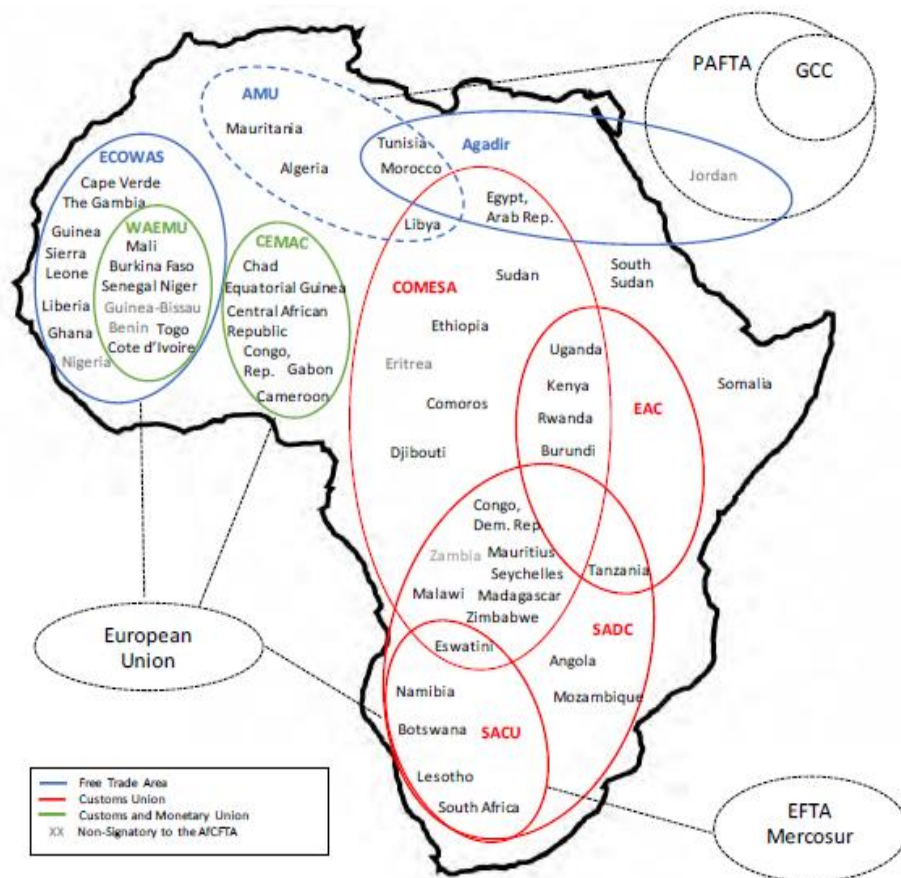 PAFTA
GCC
AMU
Mauritania
Algeria
Tunisia
Agadir
Morocco
Jordan
Egypt,
Arab Rep.
Libya
ECOWAS
Cape Verde
The Gambia
WAEMU
Guinea
Mali
Sierra
Leone
Burkina Faso
Senegal Niger
Liberia
Guinea-Bissau
Ghana
Benin Togo
Cote d'Ivoire
Nigeria
CEMAC
Chad
Equatorial Guinea
Central African
Republic
Congo,
Rep.
Gabon
Cameroon
COMESA
Sudan
South
Sudan
Ethiopia
Eritrea
Comoros
Djibouti
Uganda
Kenya
EAC
Rwanda
Burundi
Somalia
Congo,
Dem. Rep
Zambia
Mauritius
Seychelles
Malawi
Madagascar
Zimbabwe
Tanzania
SADC
Eswatini
Angola
Mozambique
Namibia
Botswana
SACU
Lesotho
South Africa
European
Union
EFTA
Mercosur
Free Trade Area
Customs Union
Customs and Monetary Union
XX Non-Signatory to the AfCFTA